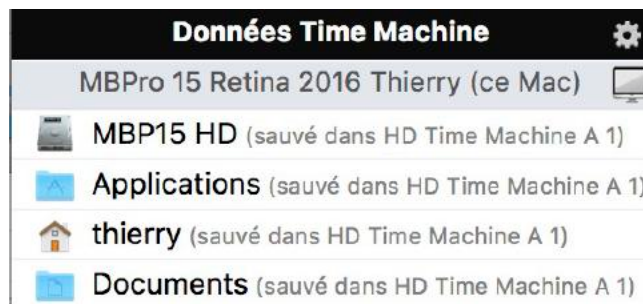 Données Time Machine
MBPro 15 Retina 2016 Thierry (ce Mac)
MBP15 HD (sauvé dans HD Time Machine A 1)
Applications (sauvé dans HD Time Machine A 1)
thierry (sauvé dans HD Time Machine A 1)
Documents (sauvé dans HD Time Machine A 1)